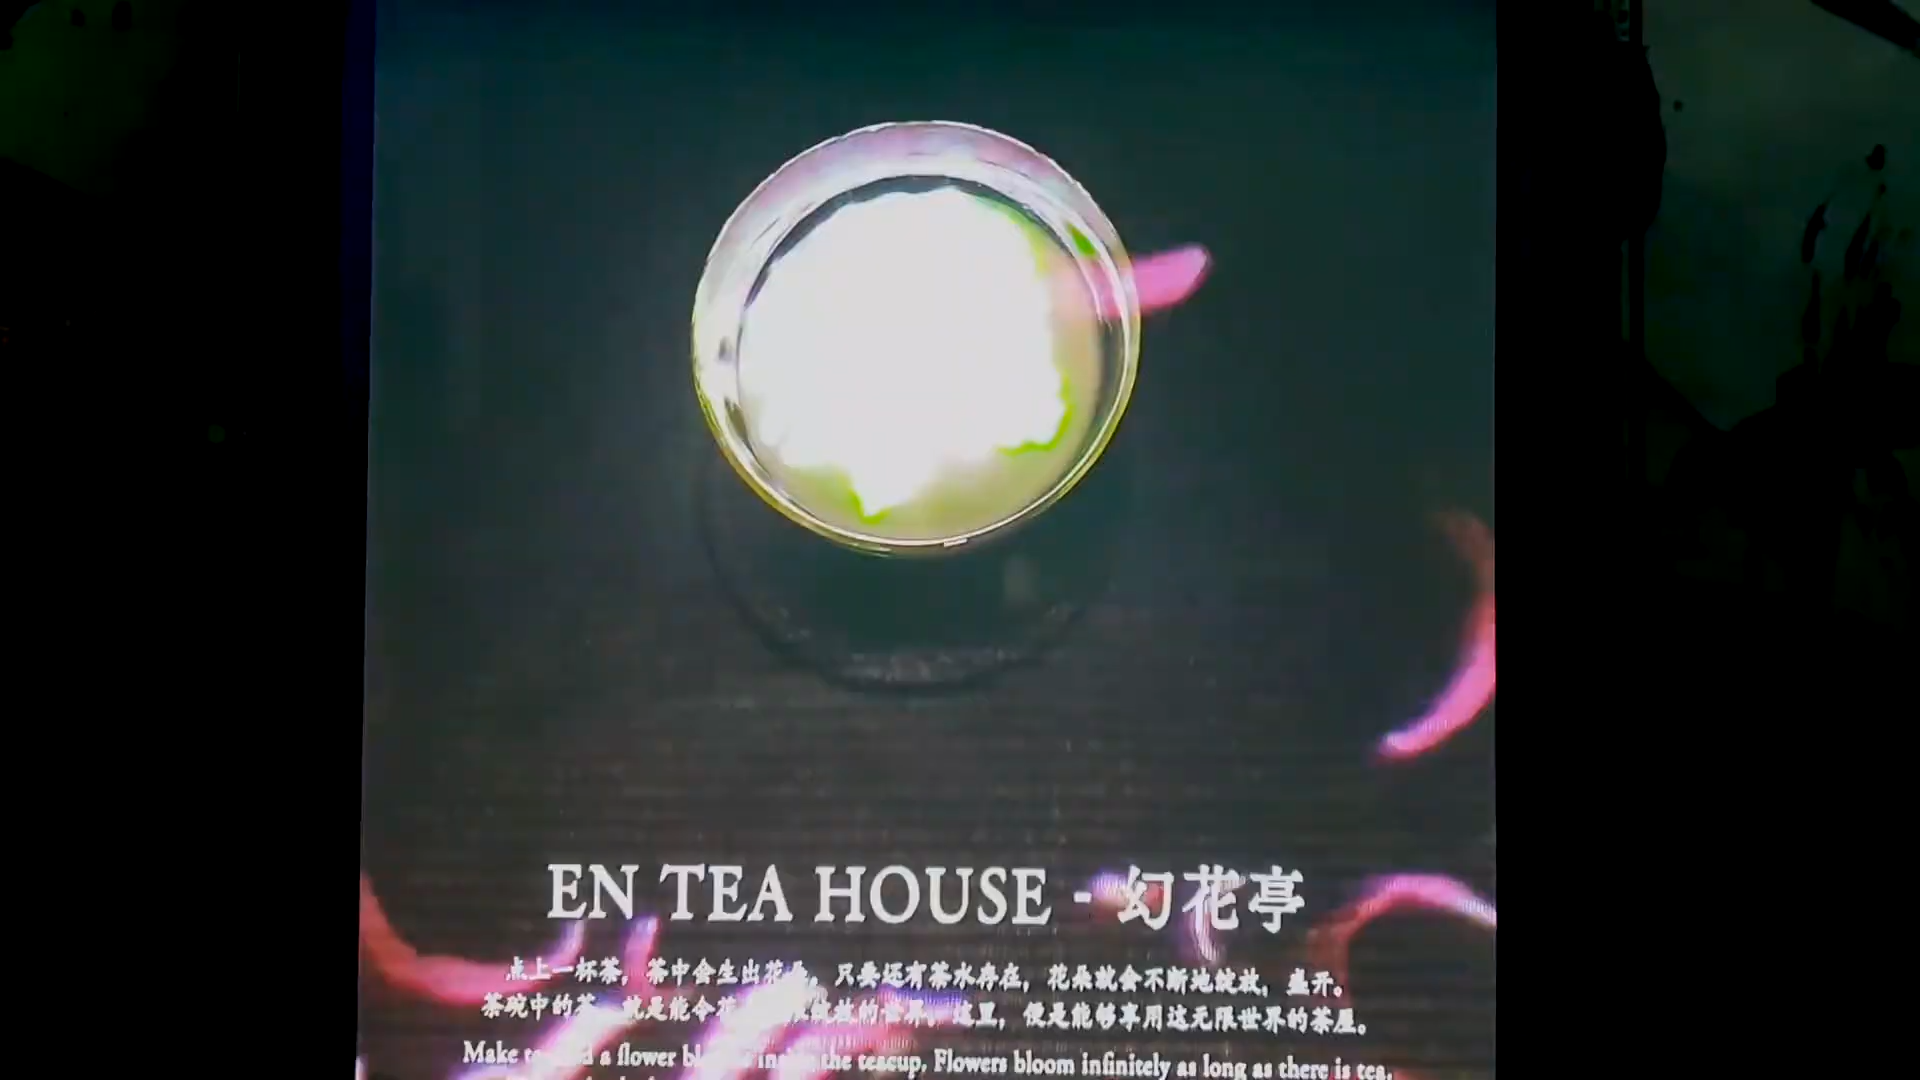 EN TEA HOUSE - 幻花亭
点上一杯茶，茶中会生出花朵。只要还有茶水存在，花朵就会不断地绽放，盛开。
茶碗中的茶 就是能令花 绽放的世界。这里，便是能够享用这无限世界的茶屋。
Make a flower the teacup. Flowers bloom infinitely as long as there is tea.